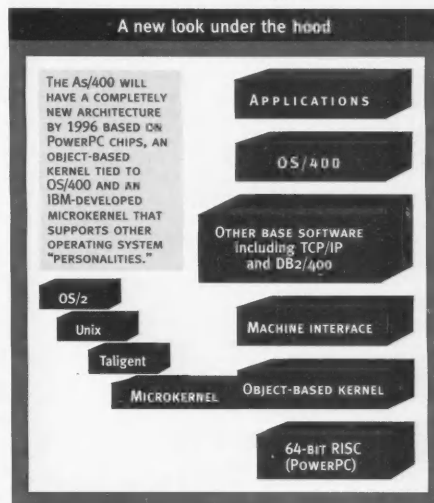 A new look under the hood
THE AS/400 WILL
HAVE A COMPLETELY
NEW ARCHITECTURE
BY 1996 BASED ON
POWERPC CHIPS, AN
OBJECT-BASED
KERNEL TIED TO
OS/400 AND AN
IBM-DEVELOPED
MICROKERNEL THAT
SUPPORTS OTHER
OPERATING SYSTEM
"PERSONALITIES."
APPLICATIONS
OS/400
OTHER BASE SOFTWARE
including TCP/IP
and DB2/400
OS/2
Unix
Taligent
MACHINE INTERFACE
MICROKERNEL
OBJECT-BASED KERNEL
64-BIT RISC
(POWERPC)